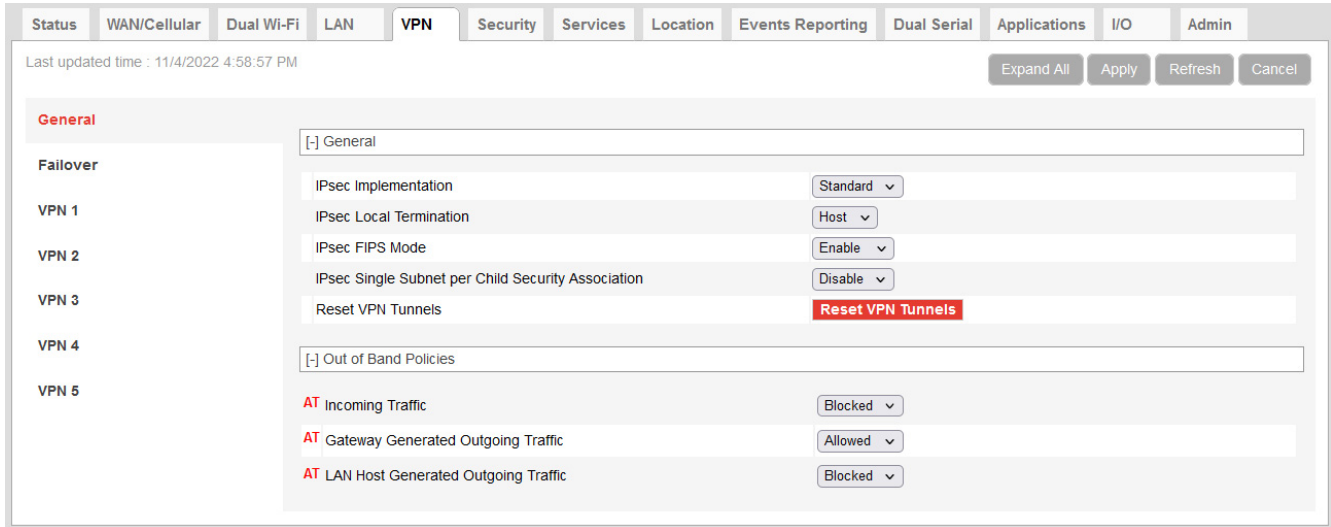 Status WAN/Cellular Dual Wi-Fi LAN VPN Security Services Location Events Reporting Dual Serial Applications I/O Admin
Last updated time : 11/4/2022 4:58:57 PM
Expand All Apply Refresh Cancel
General
Failover
VPN 1
VPN 2
VPN 3
VPN 4
VPN 5
[-] General
IPsec Implementation Standard
IPsec Local Termination Host
IPsec FIPS Mode Enable
IPsec Single Subnet per Child Security Association Disable
Reset VPN Tunnels Reset VPN Tunnels
[-] Out of Band Policies
AT Incoming Traffic Blocked
AT Gateway Generated Outgoing Traffic Allowed
AT LAN Host Generated Outgoing Traffic Blocked